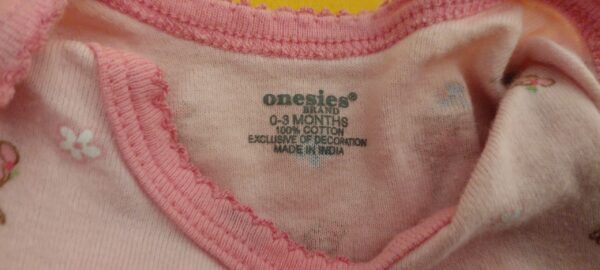 onesies®
BRAND
0-3 MONTHS
100% COTTON
EXCLUSIVE OF DECORATION
MADE IN INDIA